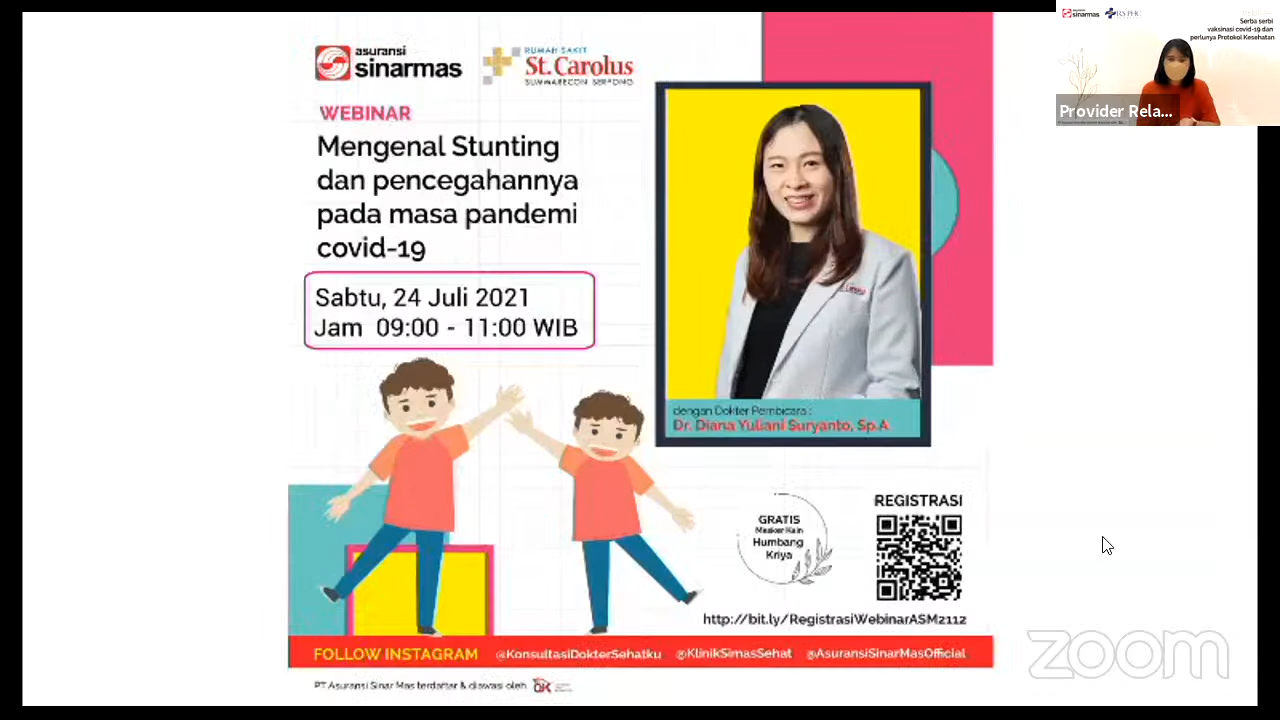 asuransi
sinarmas
RUMAH SAKIT
St. Carolus
SUMMARECON SERPONG
WEBINAR
Mengenal Stunting
dan pencegahannya
pada masa pandemi
covid-19
Sabtu, 24 Juli 2021
Jam 09:00 - 11:00 WIB
dengan Dokter Pembicara :
Dr. Diana Yuliani Suryanto, Sp.A
GRATIS
Masker Kain
Humbang
Kriya
REGISTRASI
http://bit.ly/RegistrasiWebinarASM2112
FOLLOW INSTAGRAM @KonsultasiDokterSehatku @KlinikSimasSehat @AsuransiSinarMasOfficial
PT Asuransi Sinar Mas terdaftar & diawasi oleh
asuransi
sinarmas
Serba serbi
vaksinasi covid-19 dan
perlunya Protokol Kesehatan
Provider Rela...
zoom